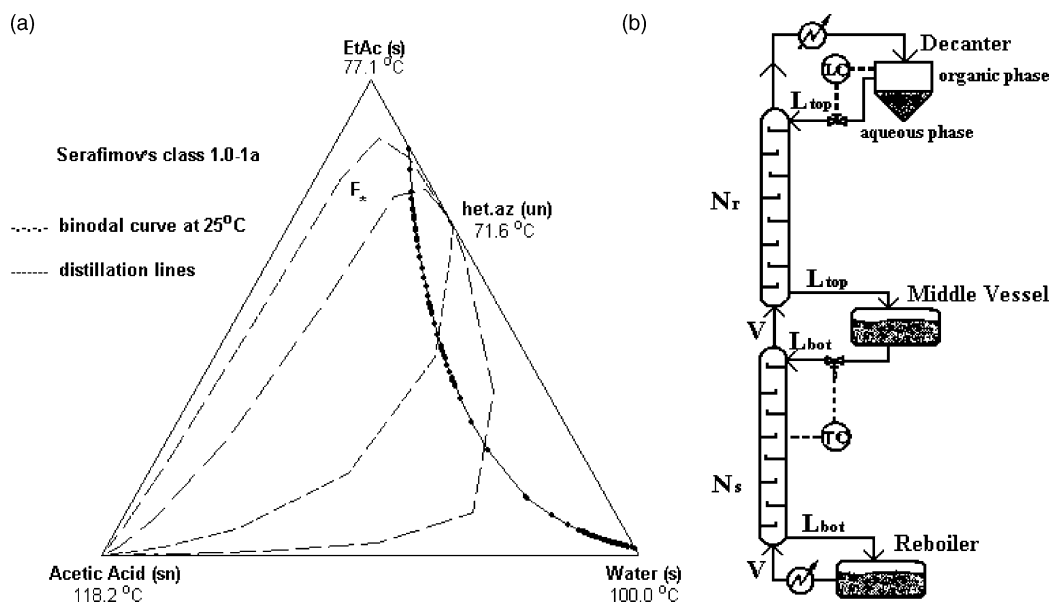 (a)
EtAc (s)
77.1 °C
Serafimov's class 1.0-1a
F*
het.az (un)
71.6 °C
binodal curve at 25°C
distillation lines
Acetic Acid (sn)
118.2 °C
Water (s)
100.0 °C
(b)
Decanter
LC
organic phase
Ltop
aqueous phase
Nr
Ltop
Middle Vessel
V
Lbot
TC
Ns
Lbot
Reboiler
V